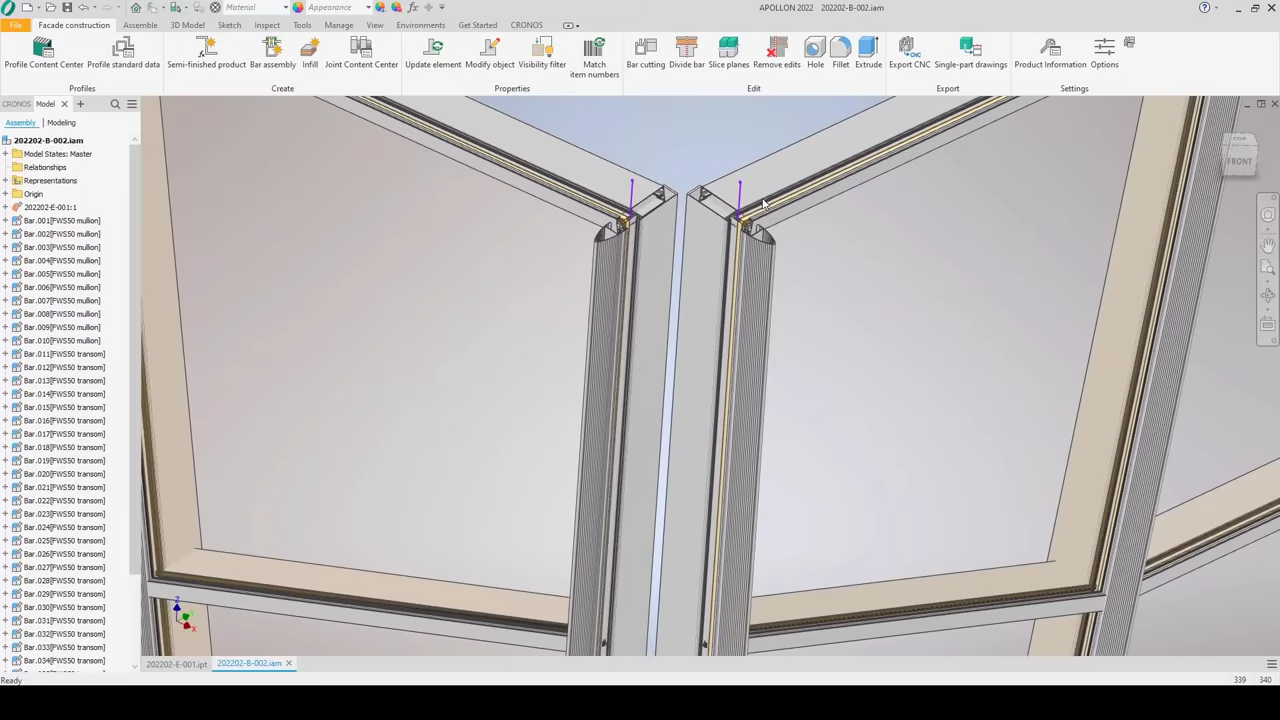 Material
Appearance
fx
APOLLON 2022 202202-B-002.iam
File
Facade construction
Assemble
3D Model
Sketch
Inspect
Tools
Manage
View
Environments
Get Started
CRONOS
Profile Content Center
Profile standard data
Semi-finished product
Bar assembly
Infill
Joint Content Center
Update element
Modify object
Visibility filter
Match
item numbers
Bar cutting
Divide bar
Slice planes
Remove edits
Hole
Fillet
Extrude
Export CNC
Single-part drawings
Product Information
Options
Profiles
Create
Properties
Edit
Export
Settings
CRONOS
Model
Assembly
Modeling
202202-B-002.iam
Model States: Master
Relationships
Representations
Origin
202202-E-001:1
Bar.001[FWS50 mullion]
Bar.002[FWS50 mullion]
Bar.003[FWS50 mullion]
Bar.004[FWS50 mullion]
Bar.005[FWS50 mullion]
Bar.006[FWS50 mullion]
Bar.007[FWS50 mullion]
Bar.008[FWS50 mullion]
Bar.009[FWS50 mullion]
Bar.010[FWS50 mullion]
Bar.011[FWS50 transom]
Bar.012[FWS50 transom]
Bar.013[FWS50 transom]
Bar.014[FWS50 transom]
Bar.015[FWS50 transom]
Bar.016[FWS50 transom]
Bar.017[FWS50 transom]
Bar.018[FWS50 transom]
Bar.019[FWS50 transom]
Bar.020[FWS50 transom]
Bar.021[FWS50 transom]
Bar.022[FWS50 transom]
Bar.023[FWS50 transom]
Bar.024[FWS50 transom]
Bar.025[FWS50 transom]
Bar.026[FWS50 transom]
Bar.027[FWS50 transom]
Bar.028[FWS50 transom]
Bar.029[FWS50 transom]
Bar.030[FWS50 transom]
Bar.031[FWS50 transom]
Bar.032[FWS50 transom]
Bar.033[FWS50 transom]
Bar.034[FWS50 transom]
FRONT
Z
X
202202-E-001.ipt
202202-B-002.iam
Ready
339
340